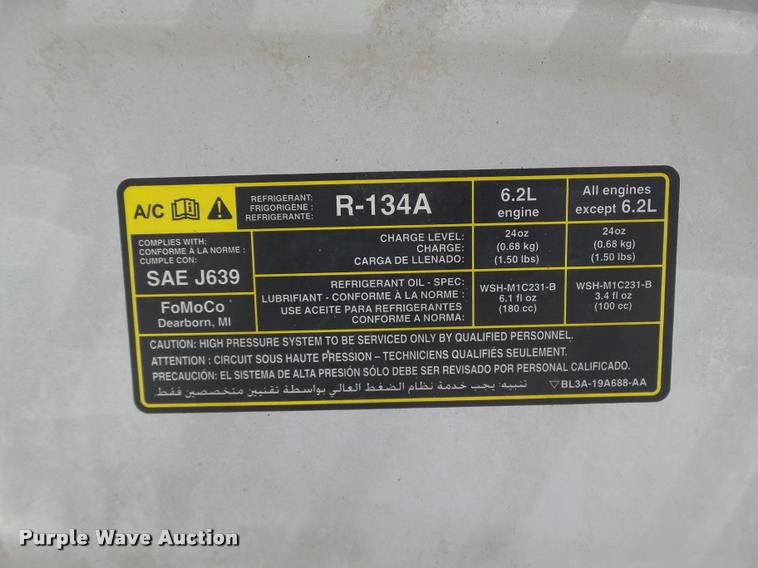 A/C
REFRIGERANT:
FRIGORIGÈNE :
REFRIGERANTE:
R-134A
6.2L
engine
All engines
except 6.2L
COMPLIES WITH:
CONFORME À LA NORME :
CUMPLE CON:
SAE J639
CHARGE LEVEL:
CHARGE:
CARGA DE LLENADO:
24oz
(0.68 kg)
(1.50 lbs)
24oz
(0.68 kg)
(1.50 lbs)
FoMoCo
Dearborn, MI
REFRIGERANT OIL - SPEC:
LUBRIFIANT - CONFORME À LA NORME :
USE ACEITE PARA REFRIGERANTES
CONFORME A NORMA:
WSH-M1C231-B
6.1 fl oz
(180 cc)
WSH-M1C231-B
3.4 fl oz
(100 cc)
CAUTION: HIGH PRESSURE SYSTEM TO BE SERVICED ONLY BY QUALIFIED PERSONNEL.
ATTENTION : CIRCUIT SOUS HAUTE PRESSION – TECHNICIENS QUALIFIÉS SEULEMENT.
PRECAUCIÓN: EL SISTEMA DE ALTA PRESIÓN SÓLO DEBE SER REVISADO POR PERSONAL CALIFICADO.
تنبيه: يجب خدمة نظام الضغط العالي بواسطة تقنيين متخصصين فقط
BL3A-19A688-AA
Purple Wave Auction